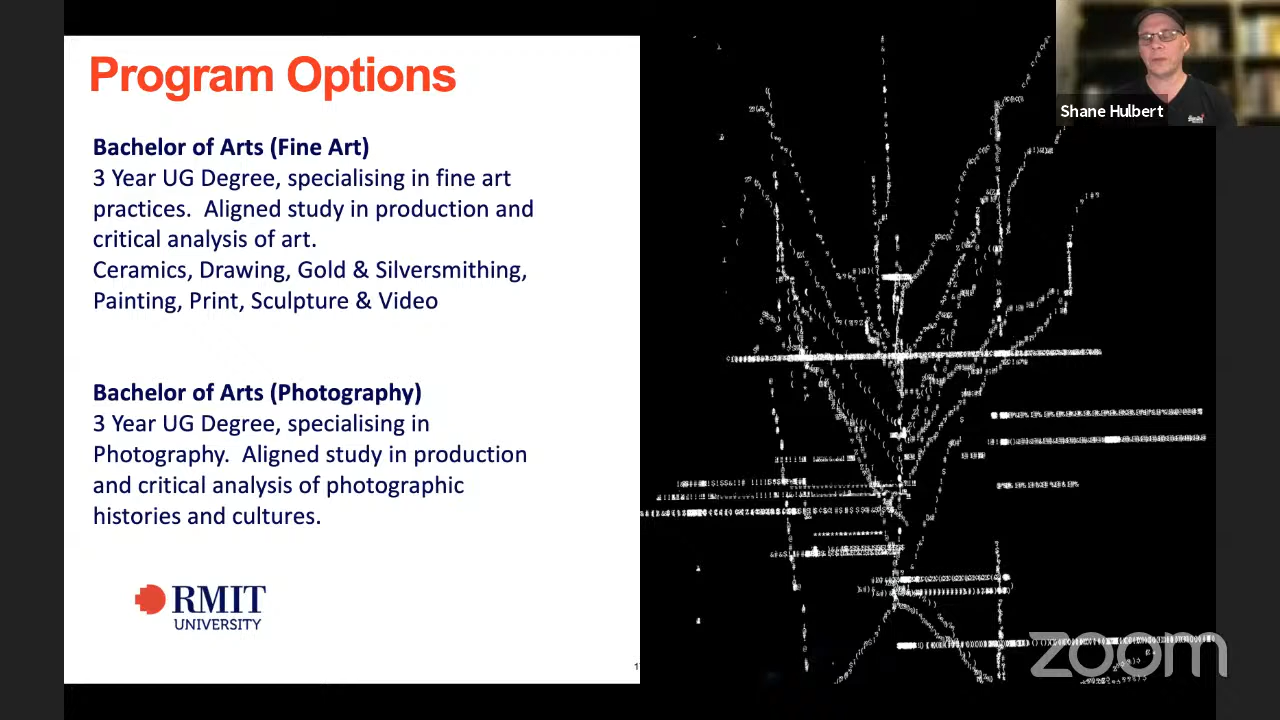 Program Options
Bachelor of Arts (Fine Art)
3 Year UG Degree, specialising in fine art
practices.  Aligned study in production and
critical analysis of art.
Ceramics, Drawing, Gold & Silversmithing,
Painting, Print, Sculpture & Video
Bachelor of Arts (Photography)
3 Year UG Degree, specialising in
Photography.  Aligned study in production
and critical analysis of photographic
histories and cultures.
RMIT
UNIVERSITY
Shane Hulbert
zoom